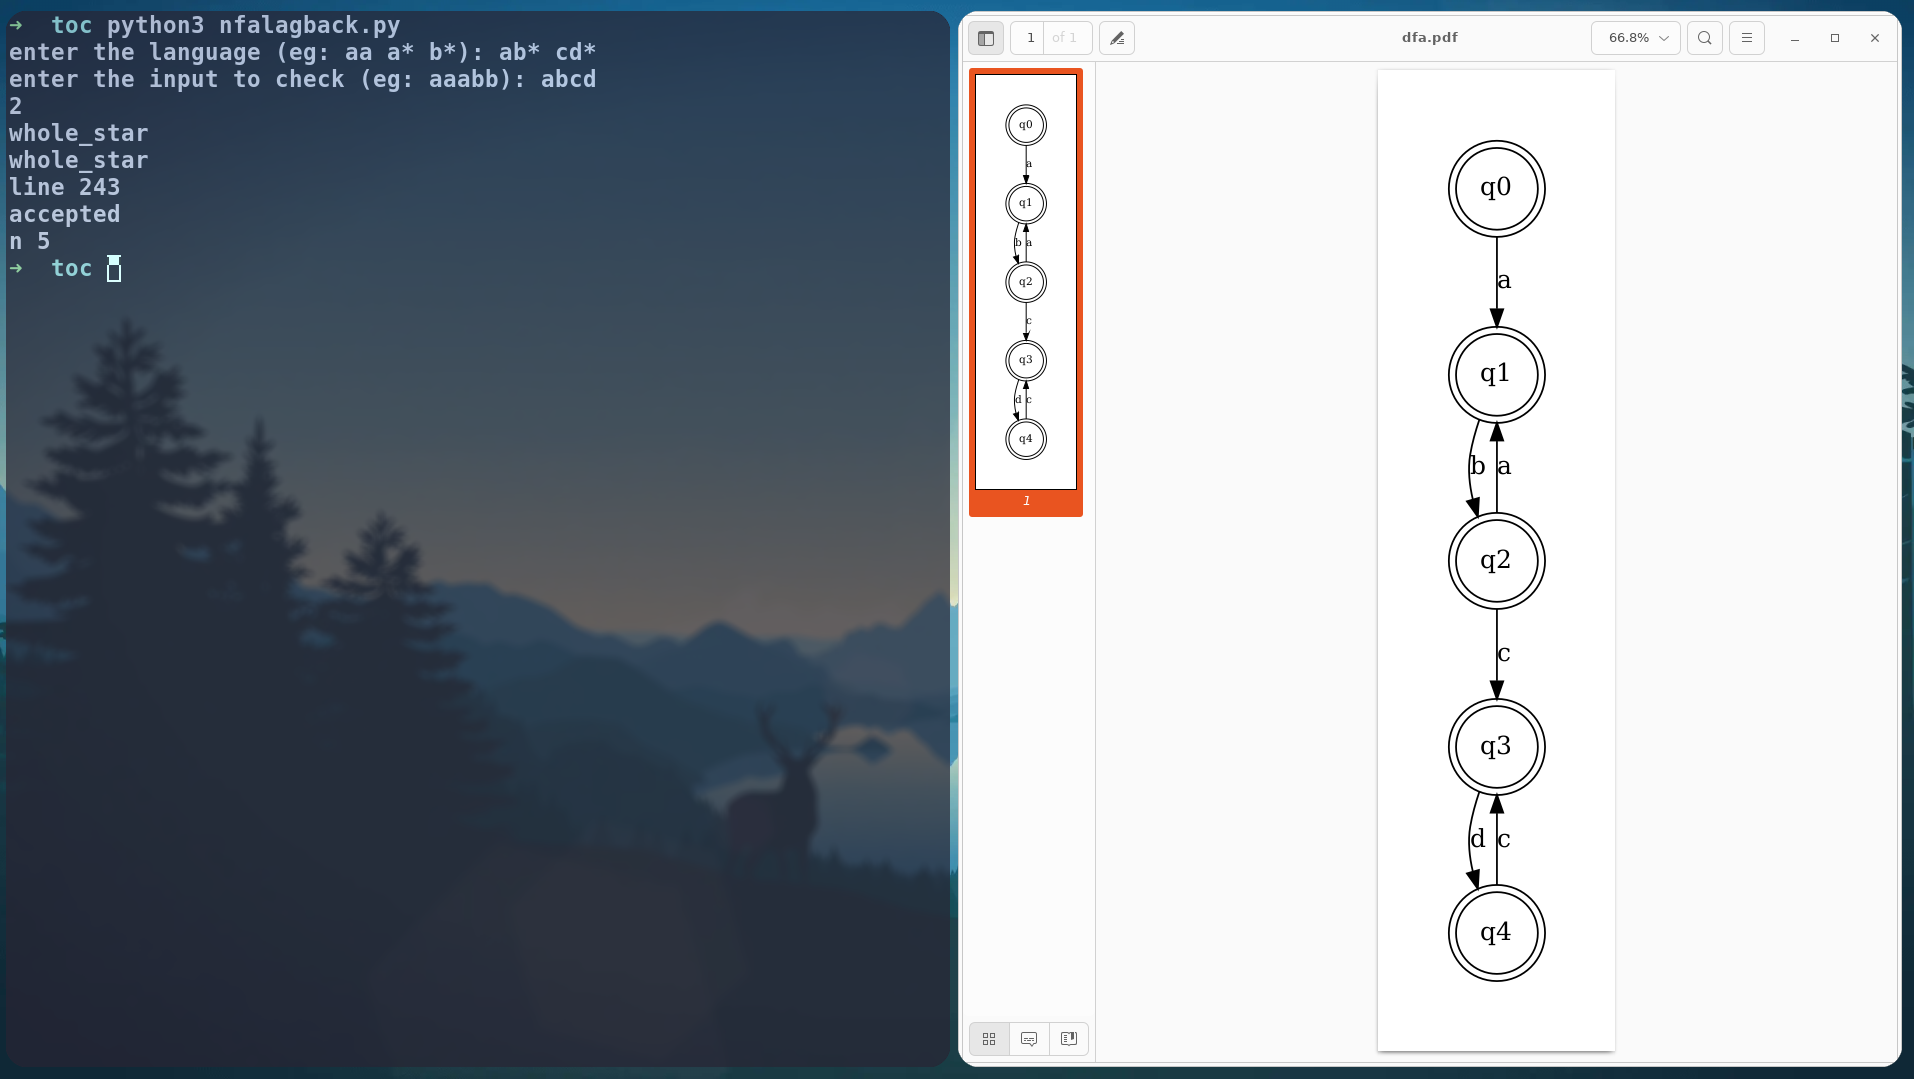 ➜  toc python3 nfalagback.py
enter the language (eg: aa a* b*): ab* cd*
enter the input to check (eg: aaabb): abcd
2
whole_star
whole_star
line 243
accepted
n 5
➜  toc
1 of 1
dfa.pdf
66.8%
q0
a
q1
b a
q2
c
q3
d c
q4
1
q0
a
q1
b a
q2
c
q3
d c
q4